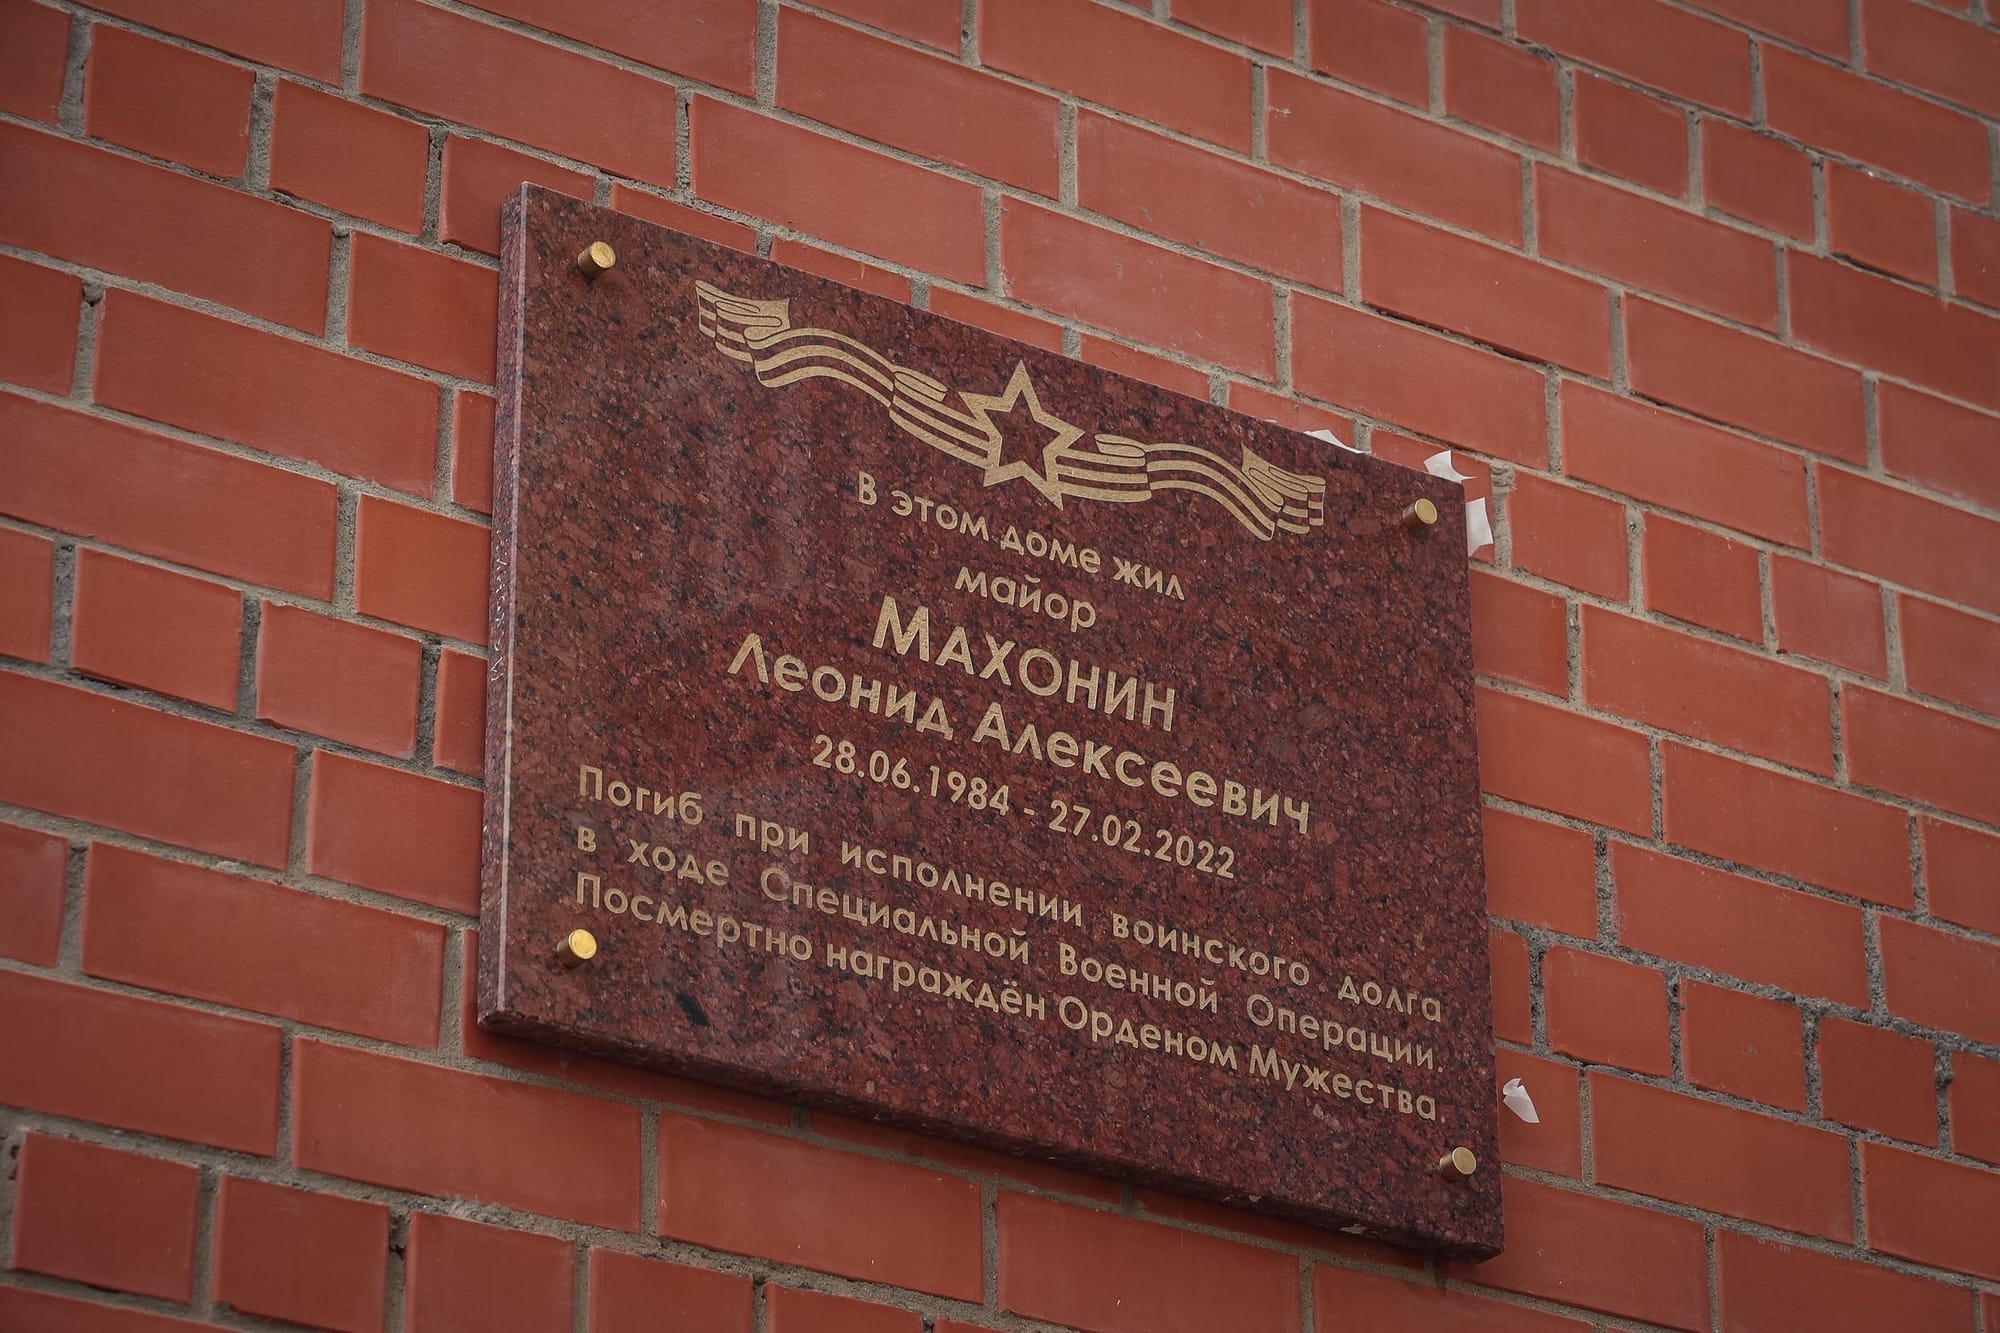 В этом доме жил
майор
МАХОНИН
Леонид Алексеевич
28.06.1984 - 27.02.2022
Погиб при исполнении воинского долга
в ходе Специальной Военной Операции.
Посмертно награждён Орденом Мужества.
Махонин